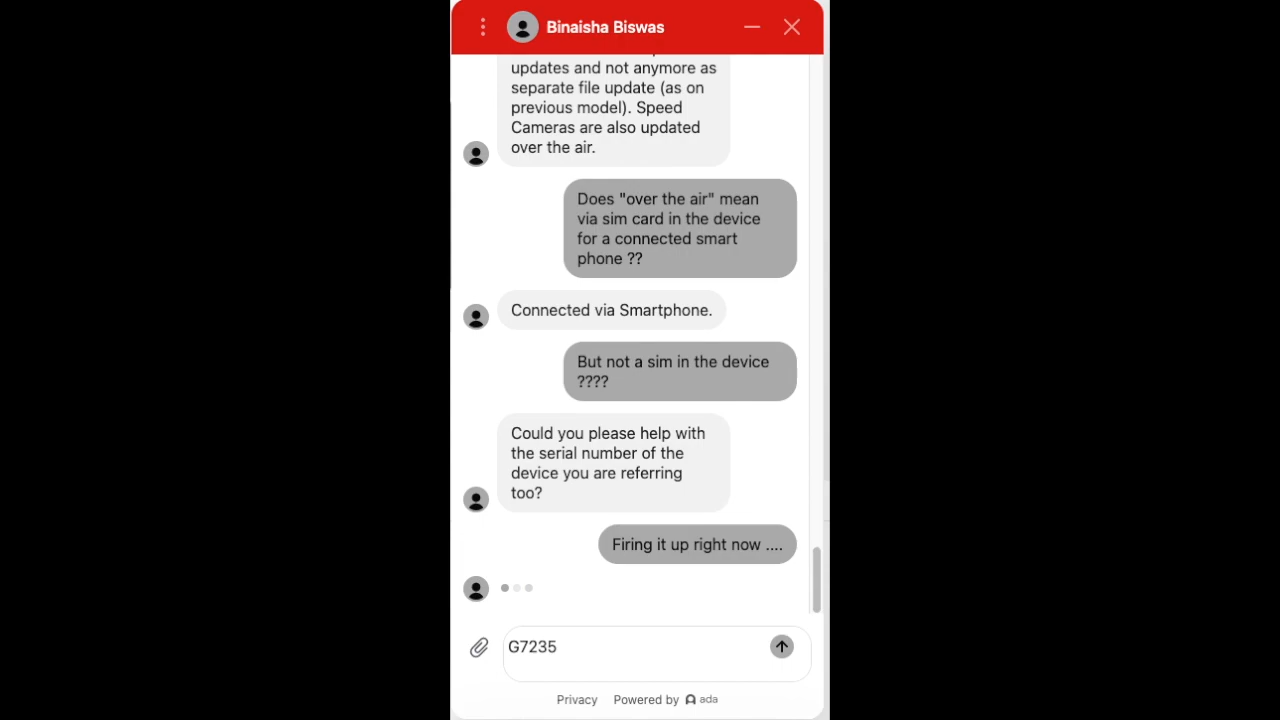 Binaisha Biswas
updates and not anymore as
separate file update (as on
previous model). Speed
Cameras are also updated
over the air.
Does "over the air" mean
via sim card in the device
for a connected smart
phone ??
Connected via Smartphone.
But not a sim in the device
????
Could you please help with
the serial number of the
device you are referring
too?
Firing it up right now ....
G7235
Privacy Powered by ada